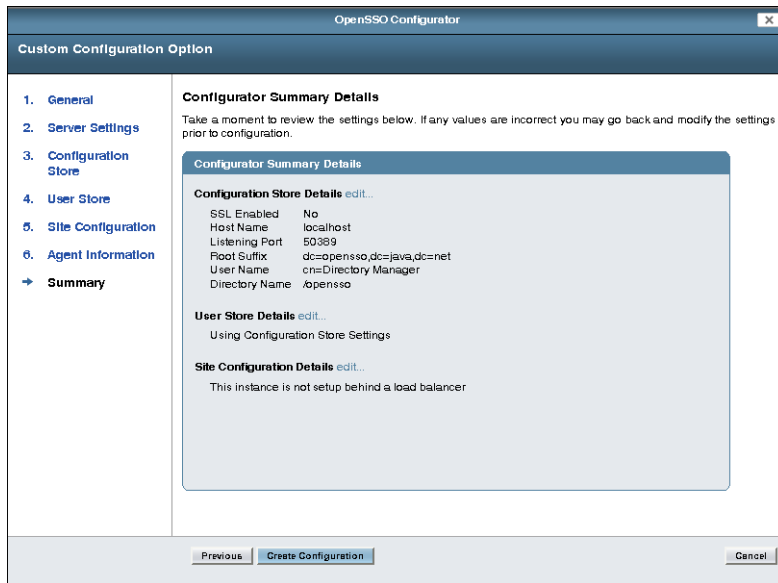 OpenSSO Configurator
Custom Configuration Option
1. General
2. Server Settings
3. Configuration
Store
4. User Store
5. Site Configuration
6. Agent Information
Summary
Configurator Summary Details
Take a moment to review the settings below. If any values are incorrect you may go back and modify the settings
prior to configuration.
Configurator Summary Details
Configuration Store Details edit...
SSL Enabled No
Host Name localhost
Listening Port 50389
Root Suffix dc=opensso,dc=java,dc=net
User Name cn=Directory Manager
Directory Name /opensso
User Store Details edit...
Using Configuration Store Settings
Site Configuration Details edit...
This instance is not setup behind a load balancer
Previous Create Configuration Cancel